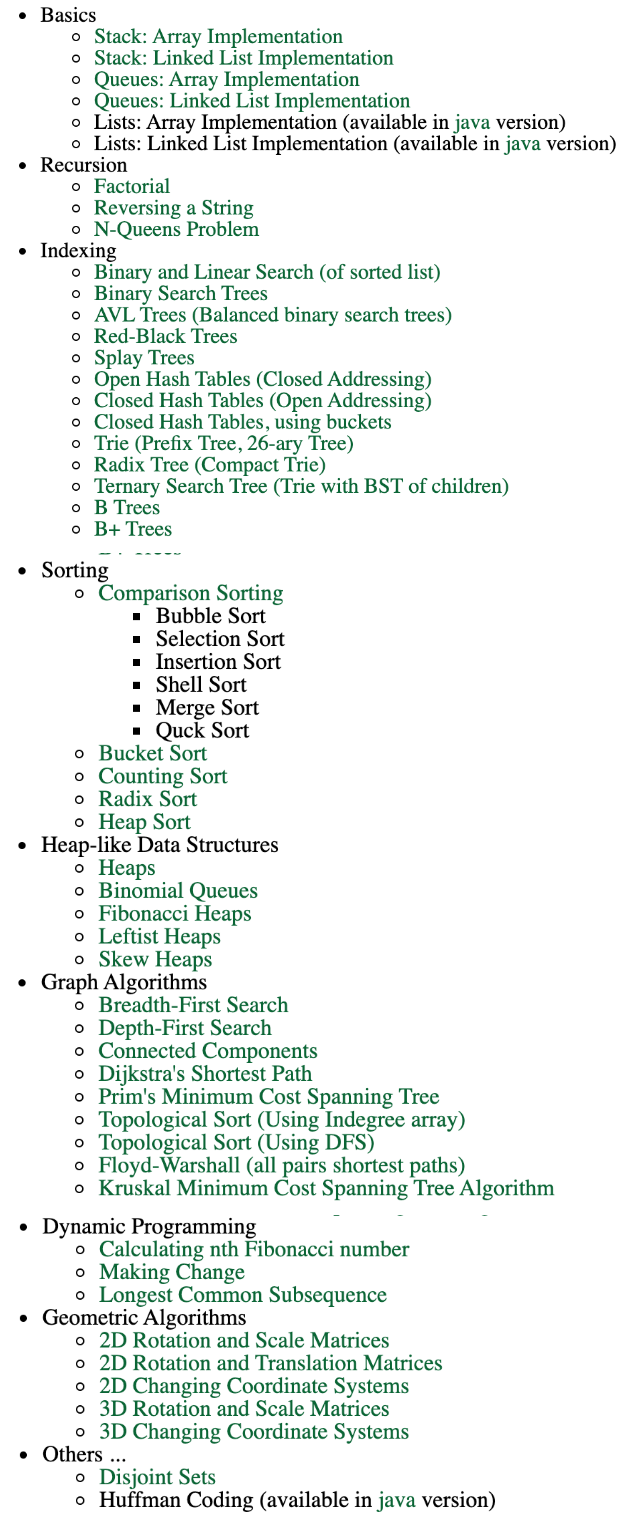 Basics
Stack: Array Implementation
Stack: Linked List Implementation
Queues: Array Implementation
Queues: Linked List Implementation
Lists: Array Implementation (available in java version)
Lists: Linked List Implementation (available in java version)
Recursion
Factorial
Reversing a String
N-Queens Problem
Indexing
Binary and Linear Search (of sorted list)
Binary Search Trees
AVL Trees (Balanced binary search trees)
Red-Black Trees
Splay Trees
Open Hash Tables (Closed Addressing)
Closed Hash Tables (Open Addressing)
Closed Hash Tables, using buckets
Trie (Prefix Tree, 26-ary Tree)
Radix Tree (Compact Trie)
Ternary Search Tree (Trie with BST of children)
B Trees
B+ Trees
Sorting
Comparison Sorting
Bubble Sort
Selection Sort
Insertion Sort
Shell Sort
Merge Sort
Quck Sort
Bucket Sort
Counting Sort
Radix Sort
Heap Sort
Heap-like Data Structures
Heaps
Binomial Queues
Fibonacci Heaps
Leftist Heaps
Skew Heaps
Graph Algorithms
Breadth-First Search
Depth-First Search
Connected Components
Dijkstra's Shortest Path
Prim's Minimum Cost Spanning Tree
Topological Sort (Using Indegree array)
Topological Sort (Using DFS)
Floyd-Warshall (all pairs shortest paths)
Kruskal Minimum Cost Spanning Tree Algorithm
Dynamic Programming
Calculating nth Fibonacci number
Making Change
Longest Common Subsequence
Geometric Algorithms
2D Rotation and Scale Matrices
2D Rotation and Translation Matrices
2D Changing Coordinate Systems
3D Rotation and Scale Matrices
3D Changing Coordinate Systems
Others ...
Disjoint Sets
Huffman Coding (available in java version)